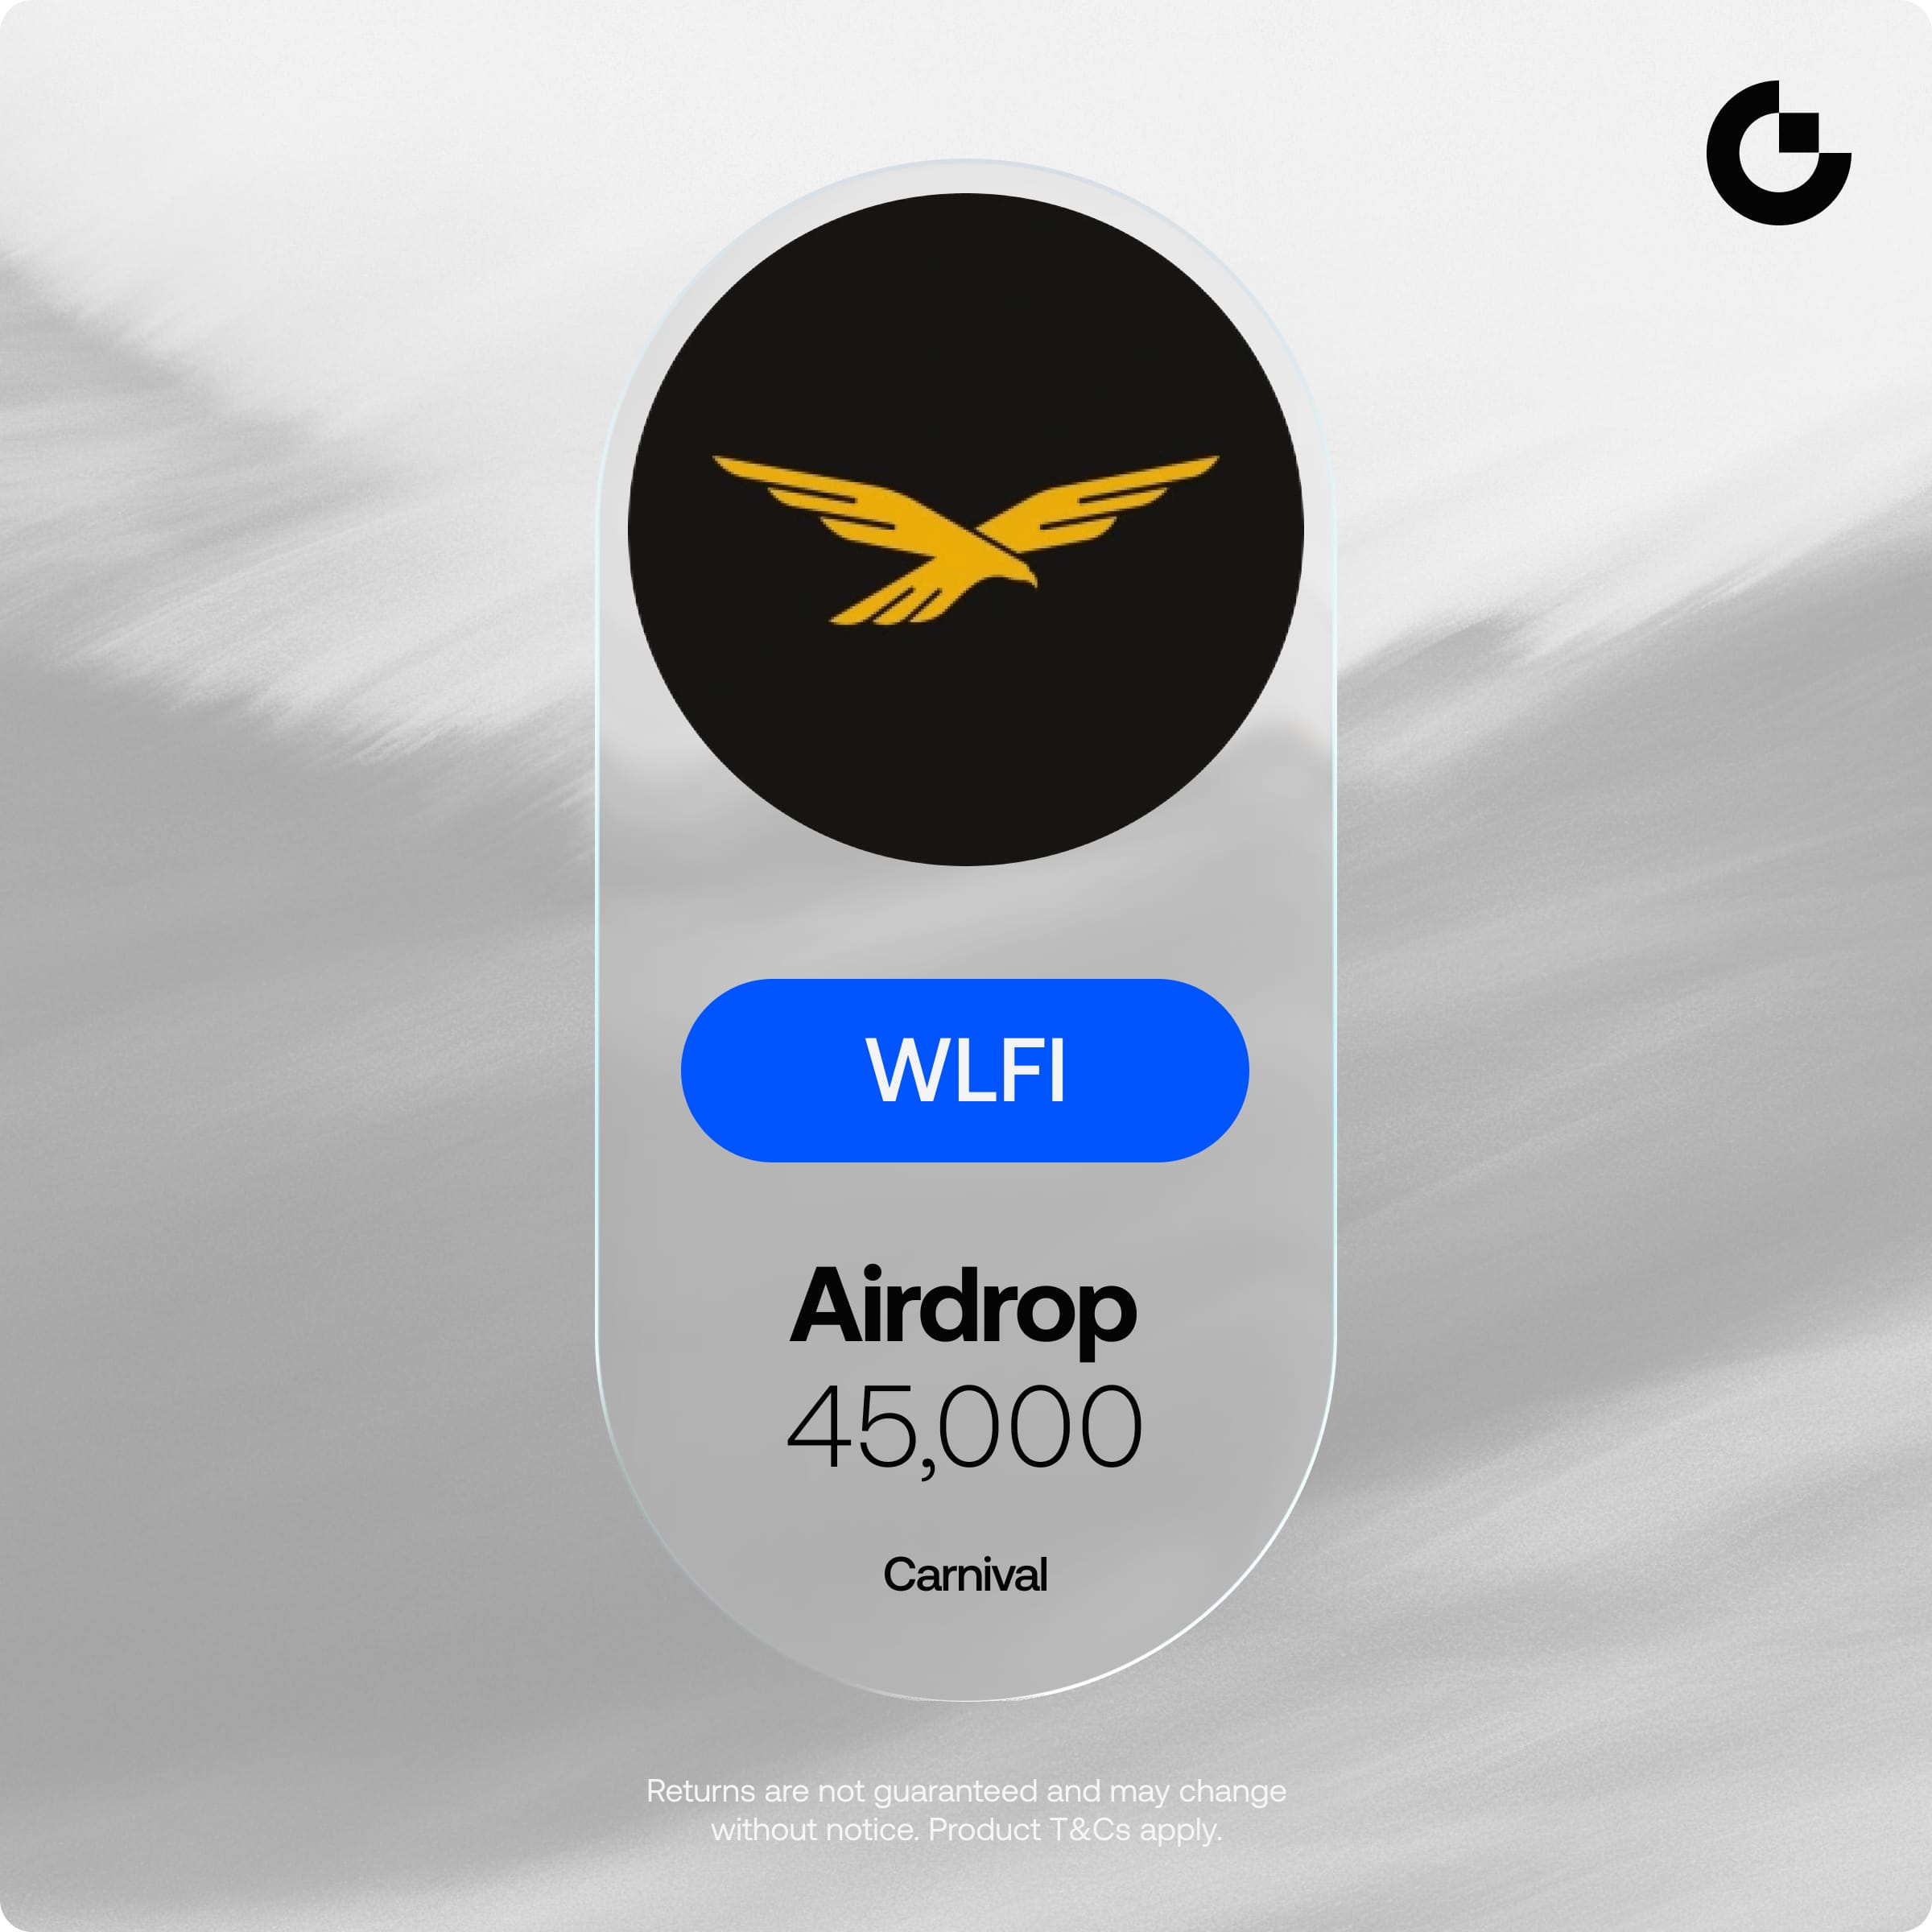 WLFI
Airdrop
45,000
Carnival
Returns are not guaranteed and may change
without notice. Product T&Cs apply.